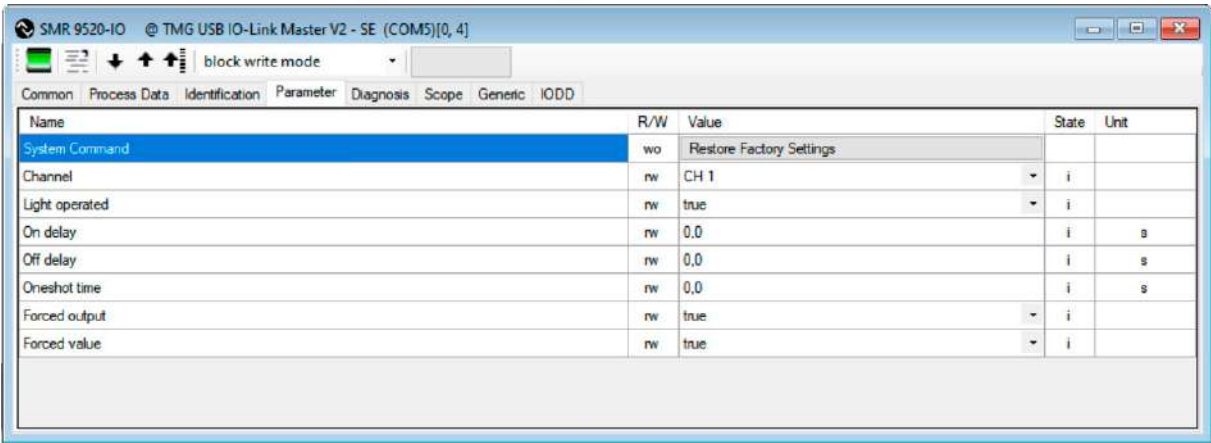 SMR 9520-IO @ TMG USB IO-Link Master V2 - SE (COM5)[0, 4]
block write mode
Common Process Data Identification Parameter Diagnosis Scope Generic IODD
Name R/W Value State Unit
System Command wo Restore Factory Settings
Channel rw CH 1 i
Light operated rw true i
On delay rw 0,0 i s
Off delay rw 0,0 i s
Oneshot time rw 0,0 i s
Forced output rw true i
Forced value rw true i